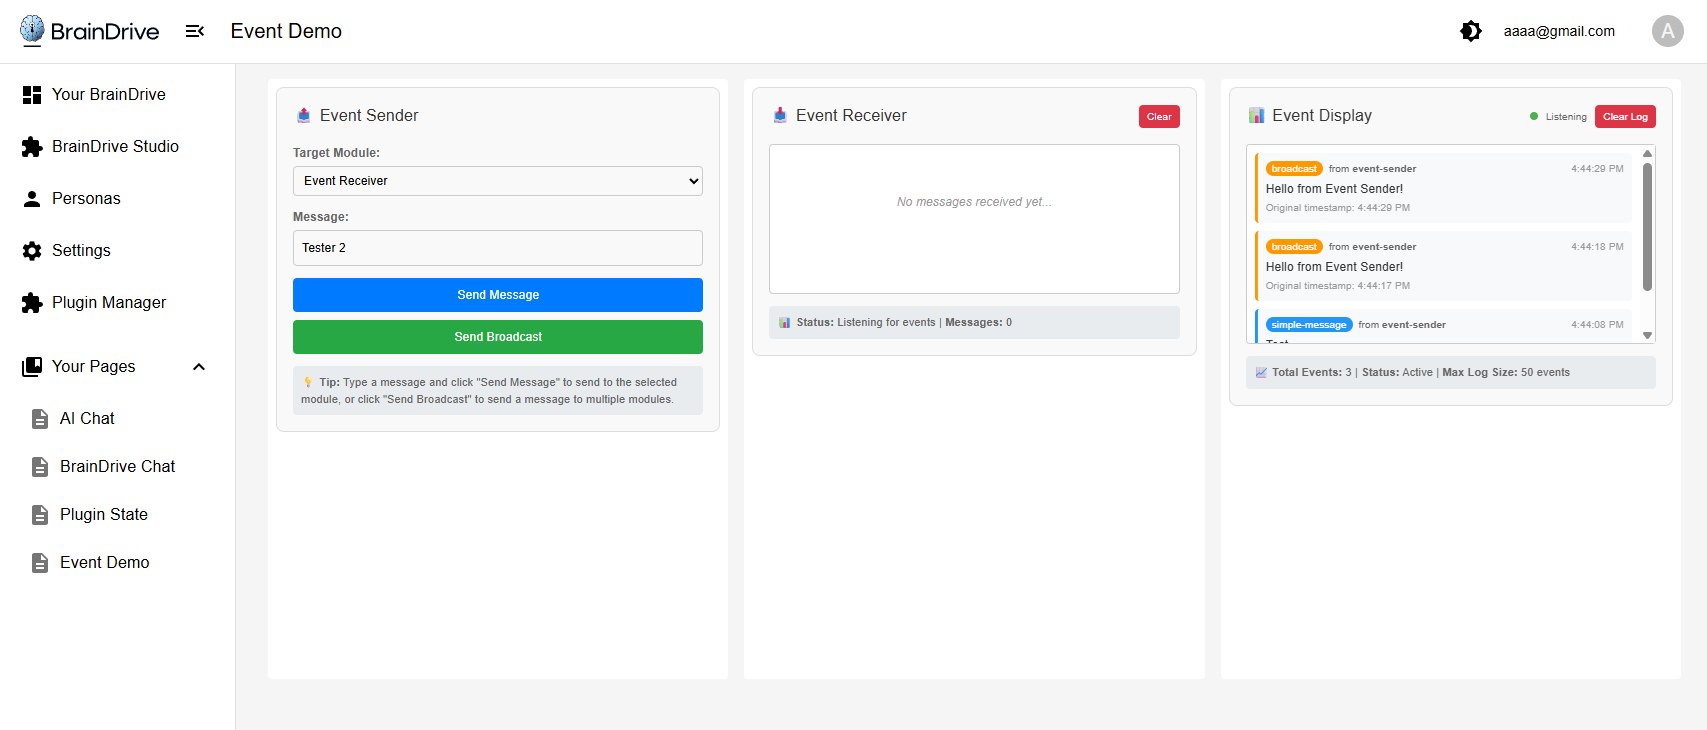 BrainDrive
Event Demo
aaaa@gmail.com
A
Your BrainDrive
BrainDrive Studio
Personas
Settings
Plugin Manager
Your Pages
AI Chat
BrainDrive Chat
Plugin State
Event Demo
Event Sender
Target Module:
Event Receiver
Message:
Tester 2
Send Message
Send Broadcast
Tip: Type a message and click "Send Message" to send to the selected
module, or click "Send Broadcast" to send a message to multiple modules.
Event Receiver
Clear
No messages received yet...
Status: Listening for events | Messages: 0
Event Display
Listening
Clear Log
broadcast from event-sender 4:44:29 PM
Hello from Event Sender!
Original timestamp: 4:44:29 PM
broadcast from event-sender 4:44:18 PM
Hello from Event Sender!
Original timestamp: 4:44:17 PM
simple-message from event-sender 4:44:08 PM
Total Events: 3 | Status: Active | Max Log Size: 50 events